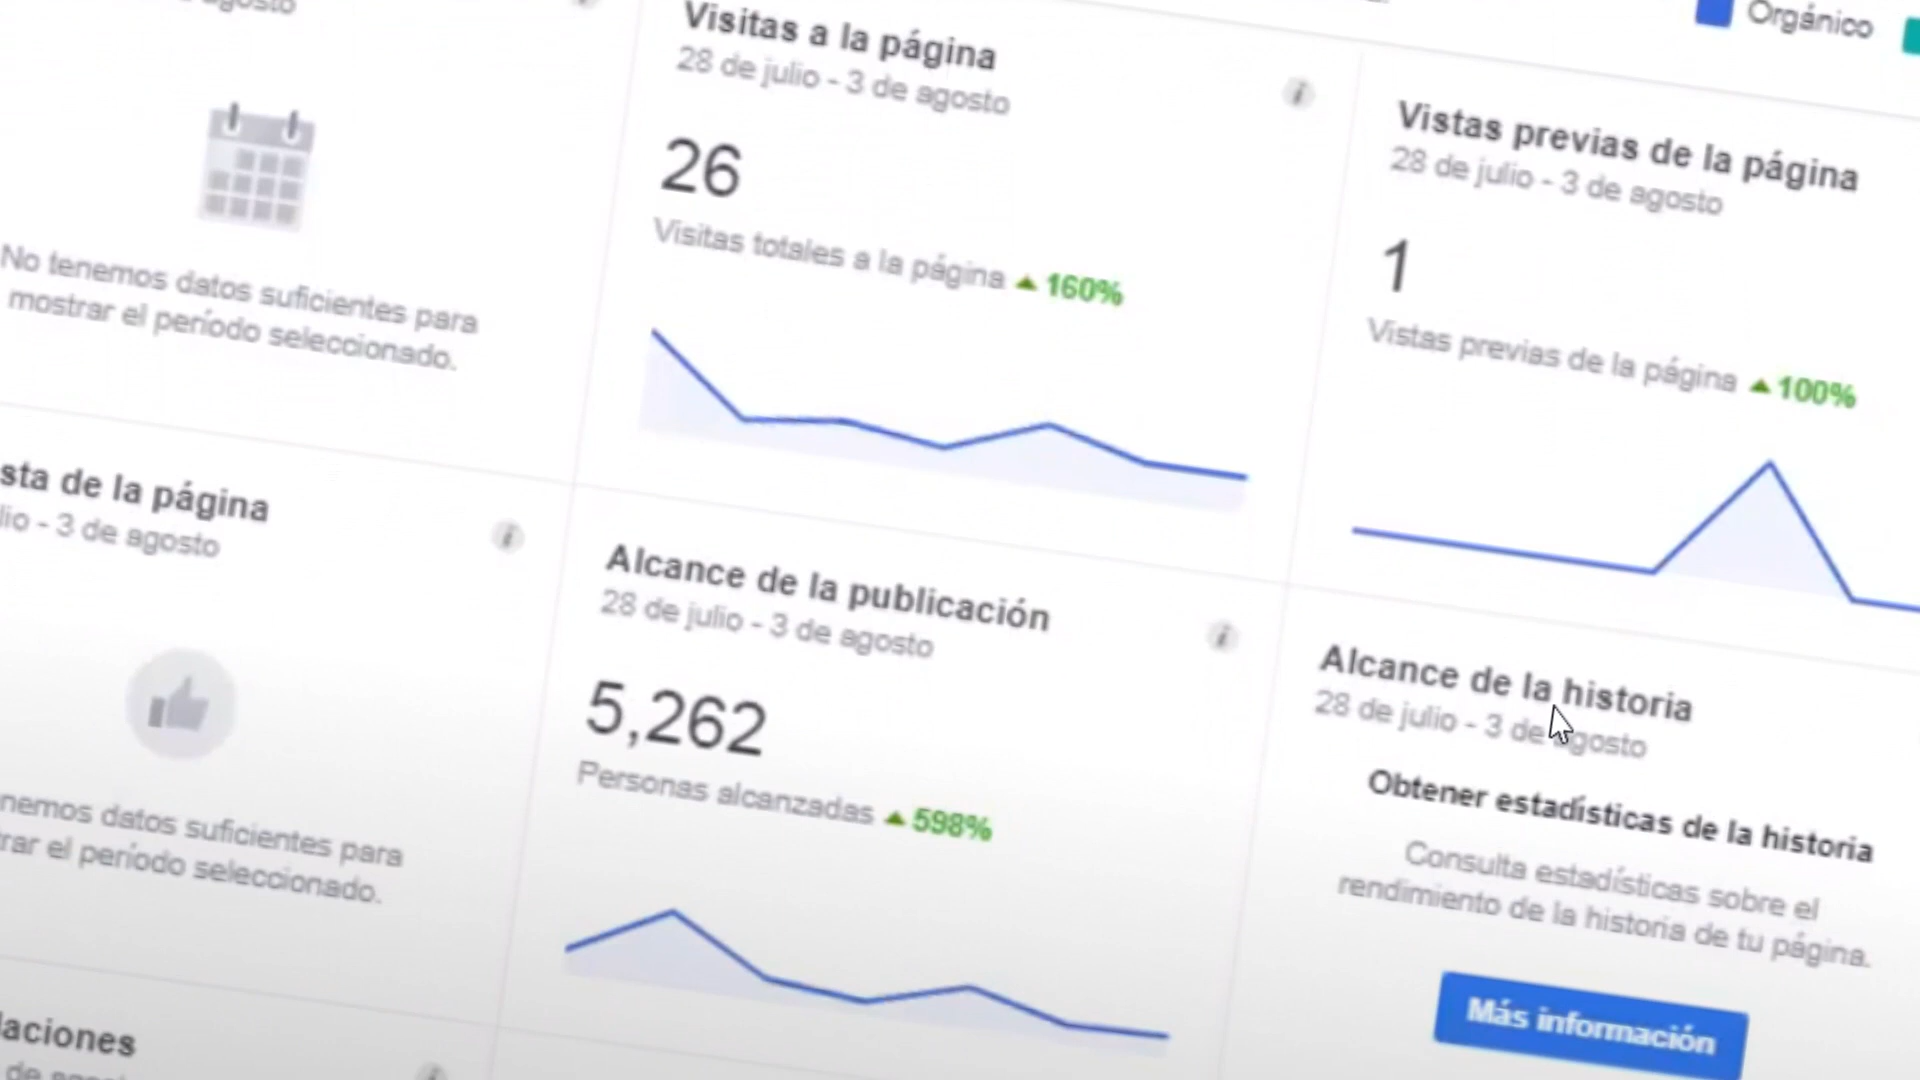 agosto
Orgánico
Visitas a la página
28 de julio - 3 de agosto
26
Visitas totales a la página 160%
Vistas previas de la página
28 de julio - 3 de agosto
1
Vistas previas de la página 100%
No tenemos datos suficientes para
mostrar el período seleccionado.
de la página
- 3 de agosto
datos suficientes para
el período seleccionado.
Alcance de la publicación
28 de julio - 3 de agosto
5,262
Personas alcanzadas 598%
Alcance de la historia
28 de julio - 3 de agosto
Obtener estadísticas de la historia
Consulta estadísticas sobre el
rendimiento de la historia de tu página.
Más información